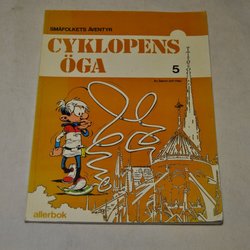 SMÅFOLKETS ÄVENTYR
CYKLOPENS
ÖGA
5
allerbok